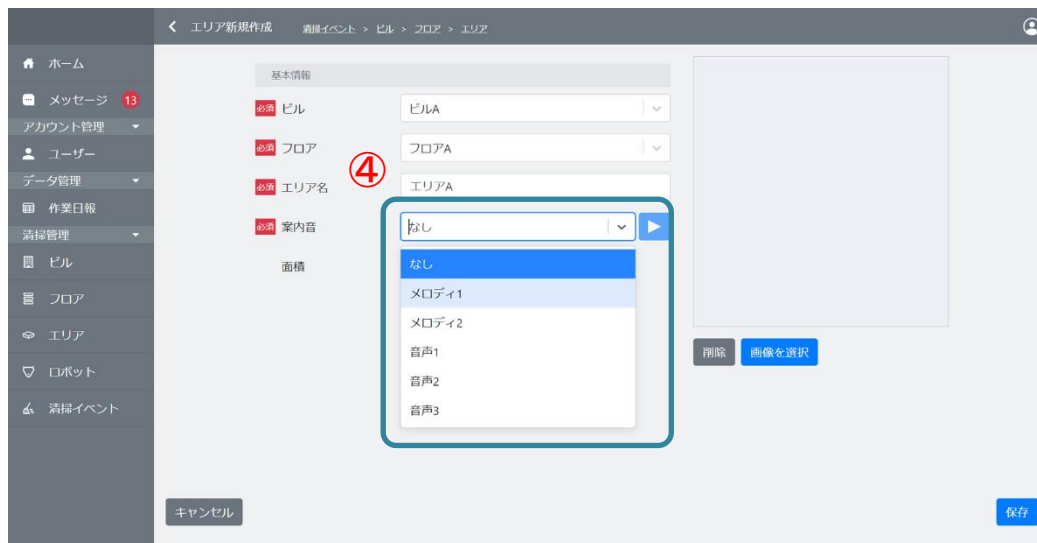 エリア新規作成 清掃イベント > ビル > フロア > エリア
ホーム
メッセージ 13
アカウント管理
ユーザー
データ管理
作業日報
清掃管理
ビル
フロア
エリア
ロボット
清掃イベント
基本情報
必須 ビル ビルA
必須 フロア フロアA
④
必須 エリア名 エリアA
必須 案内音 なし
面積
なし
メロディ1
メロディ2
音声1
音声2
音声3
削除 画像を選択
キャンセル 保存